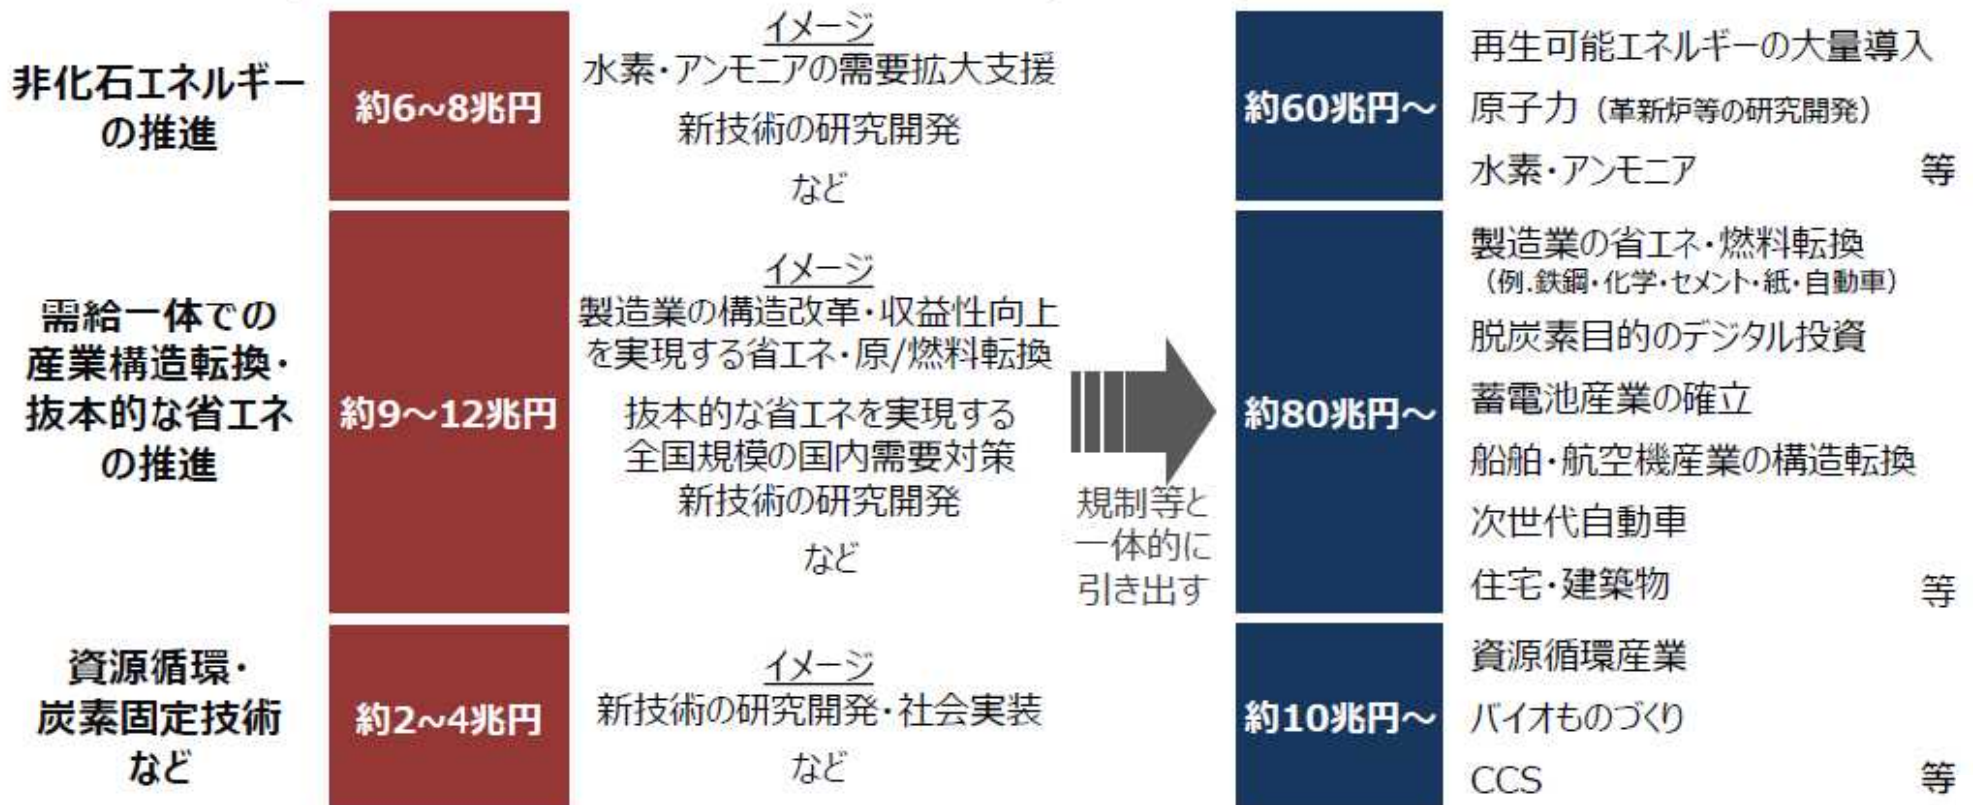 非化石エネルギー
の推進
約6~8兆円
イメージ
水素・アンモニアの需要拡大支援
新技術の研究開発
など
約60兆円～
再生可能エネルギーの大量導入
原子力（革新炉等の研究開発）
水素・アンモニア 等
需給一体での
産業構造転換・
抜本的な省エネ
の推進
約9～12兆円
イメージ
製造業の構造改革・収益性向上
を実現する省エネ・原/燃料転換
抜本的な省エネを実現する
全国規模の国内需要対策
新技術の研究開発
など
規制等と
一体的に
引き出す
約80兆円～
製造業の省エネ・燃料転換
（例.鉄鋼・化学・セメント・紙・自動車）
脱炭素目的のデジタル投資
蓄電池産業の確立
船舶・航空機産業の構造転換
次世代自動車
住宅・建築物 等
資源循環・
炭素固定技術
など
約2~4兆円
イメージ
新技術の研究開発・社会実装
など
約10兆円～
資源循環産業
バイオものづくり
CCS 等